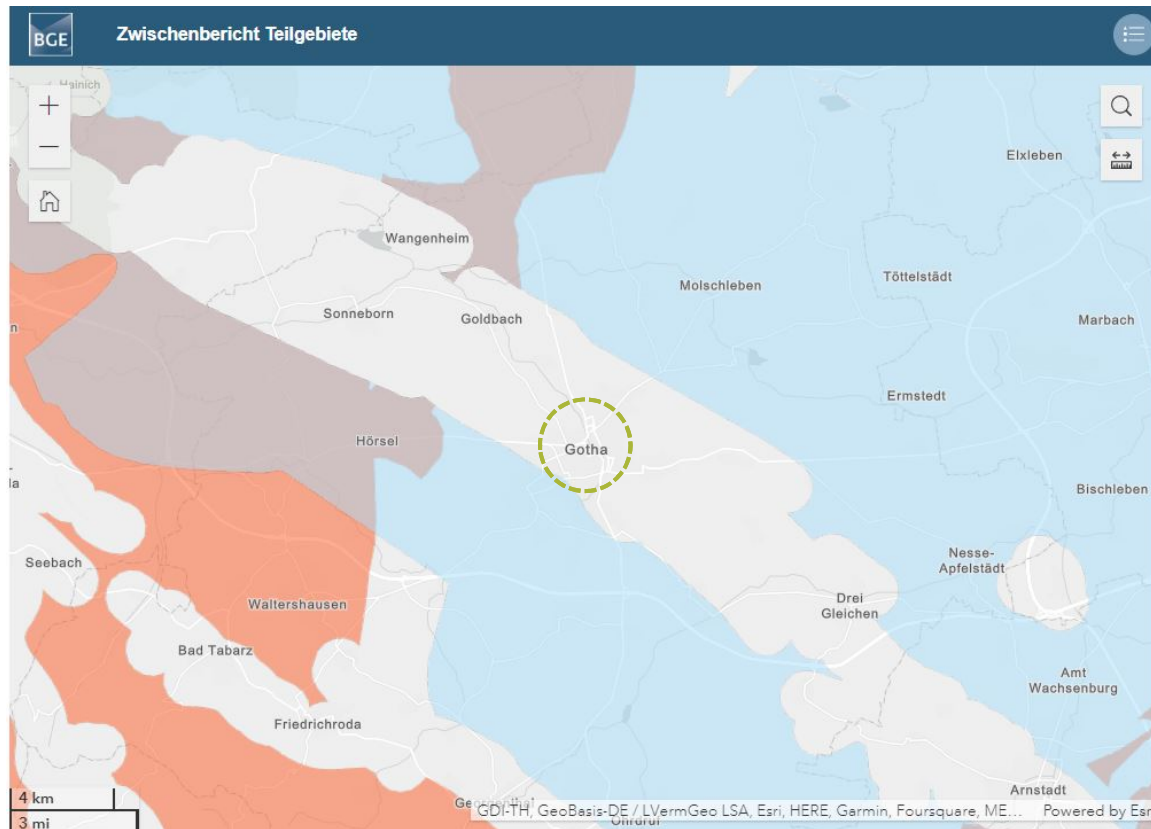 BGE
Zwischenbericht Teilgebiete
Hainich
Elxleben
Wangenheim
Töttelstädt
Molschleben
Sonneborn
Goldbach
Marbach
n
Ermstedt
Hörsel
Gotha
la
Bischleben
Seebach
Nesse-
Apfelstädt
Waltershausen
Drei
Gleichen
Bad Tabarz
Amt
Wachsenburg
Friedrichroda
Arnstadt
4 km
3 mi
GDI-TH, GeoBasis-DE / LVermGeo LSA, Esri, HERE, Garmin, Foursquare, ME... Powered by Esr